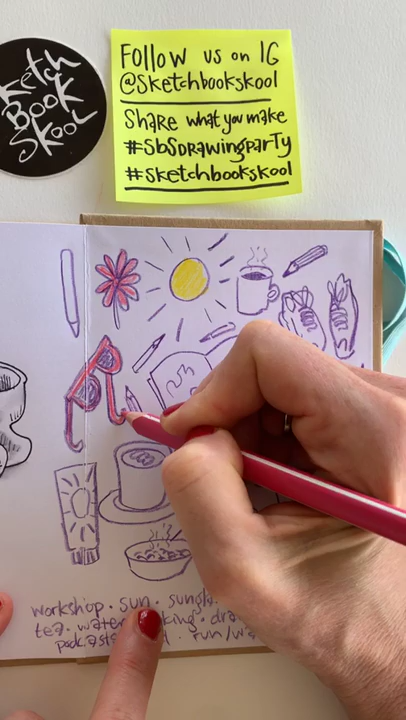 Sketch
Book
Skool
Follow us on IG
@Sketchbookskool
Share what you make
#SbSDrawingParty
#Sketchbookskool
workshop · sun ·
tea · water
podcasts · run/wa